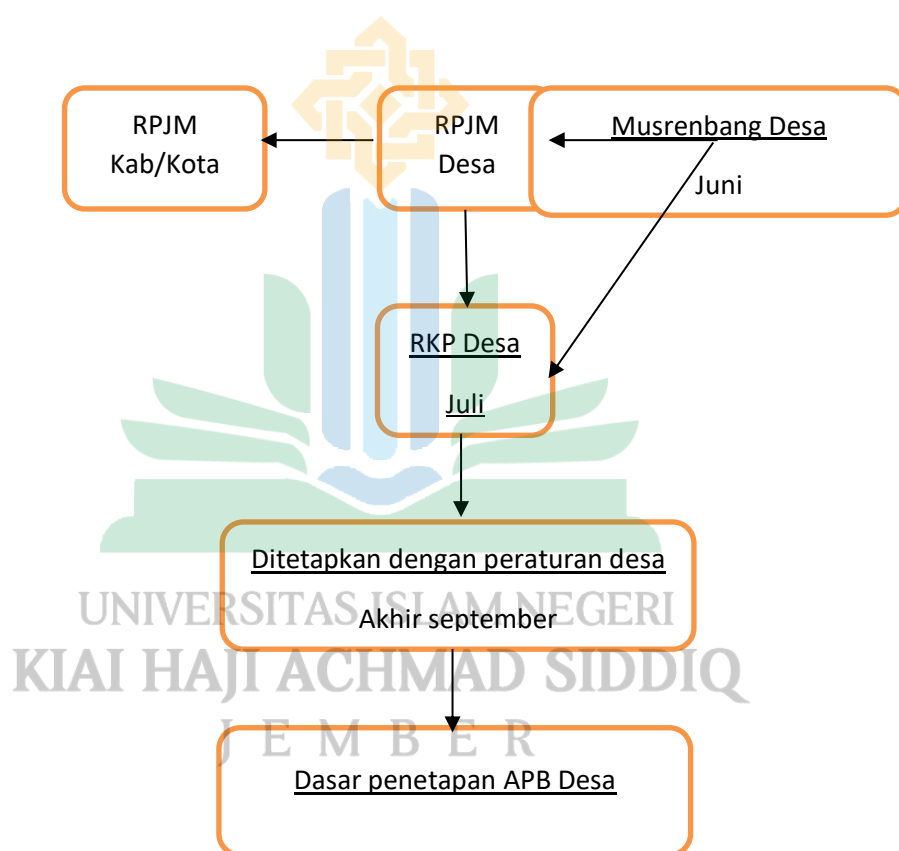 RPJM
Kab/Kota
RPJM
Desa
Musrenbang Desa
Juni
RKP Desa
Juli
Ditetapkan dengan peraturan desa
Akhir september
UNIVERSITAS ISLAM NEGERI
KIAI HAJI ACHMAD SIDDIQ
JEMBER
Dasar penetapan APB Desa